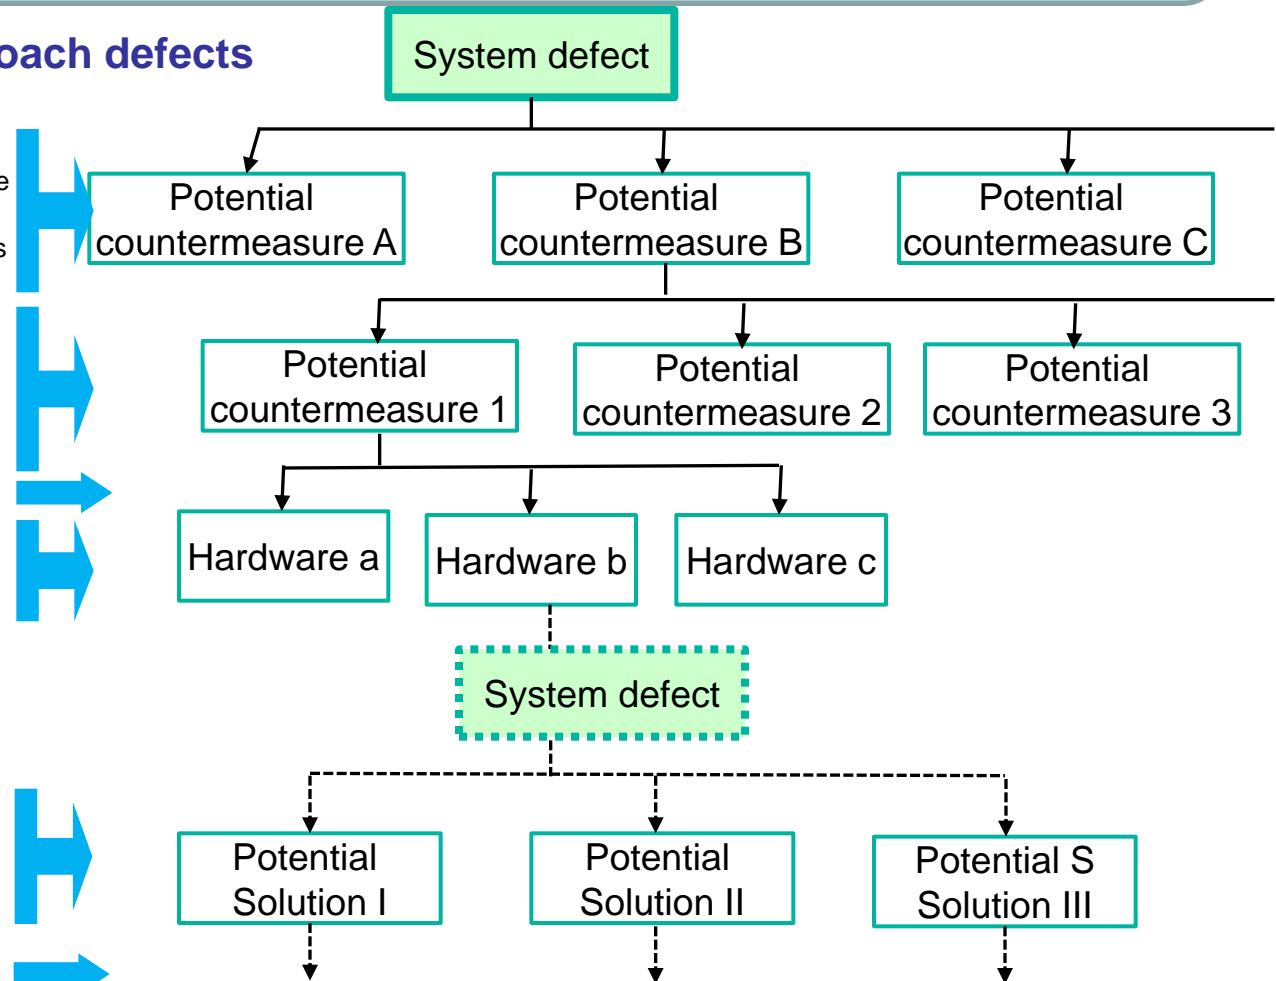 oach defects
System defect
e
s
Potential
countermeasure A
Potential
countermeasure B
Potential
countermeasure C
Potential
countermeasure 1
Potential
countermeasure 2
Potential
countermeasure 3
Hardware a
Hardware b
Hardware c
System defect
Potential
Solution I
Potential
Solution II
Potential S
Solution III